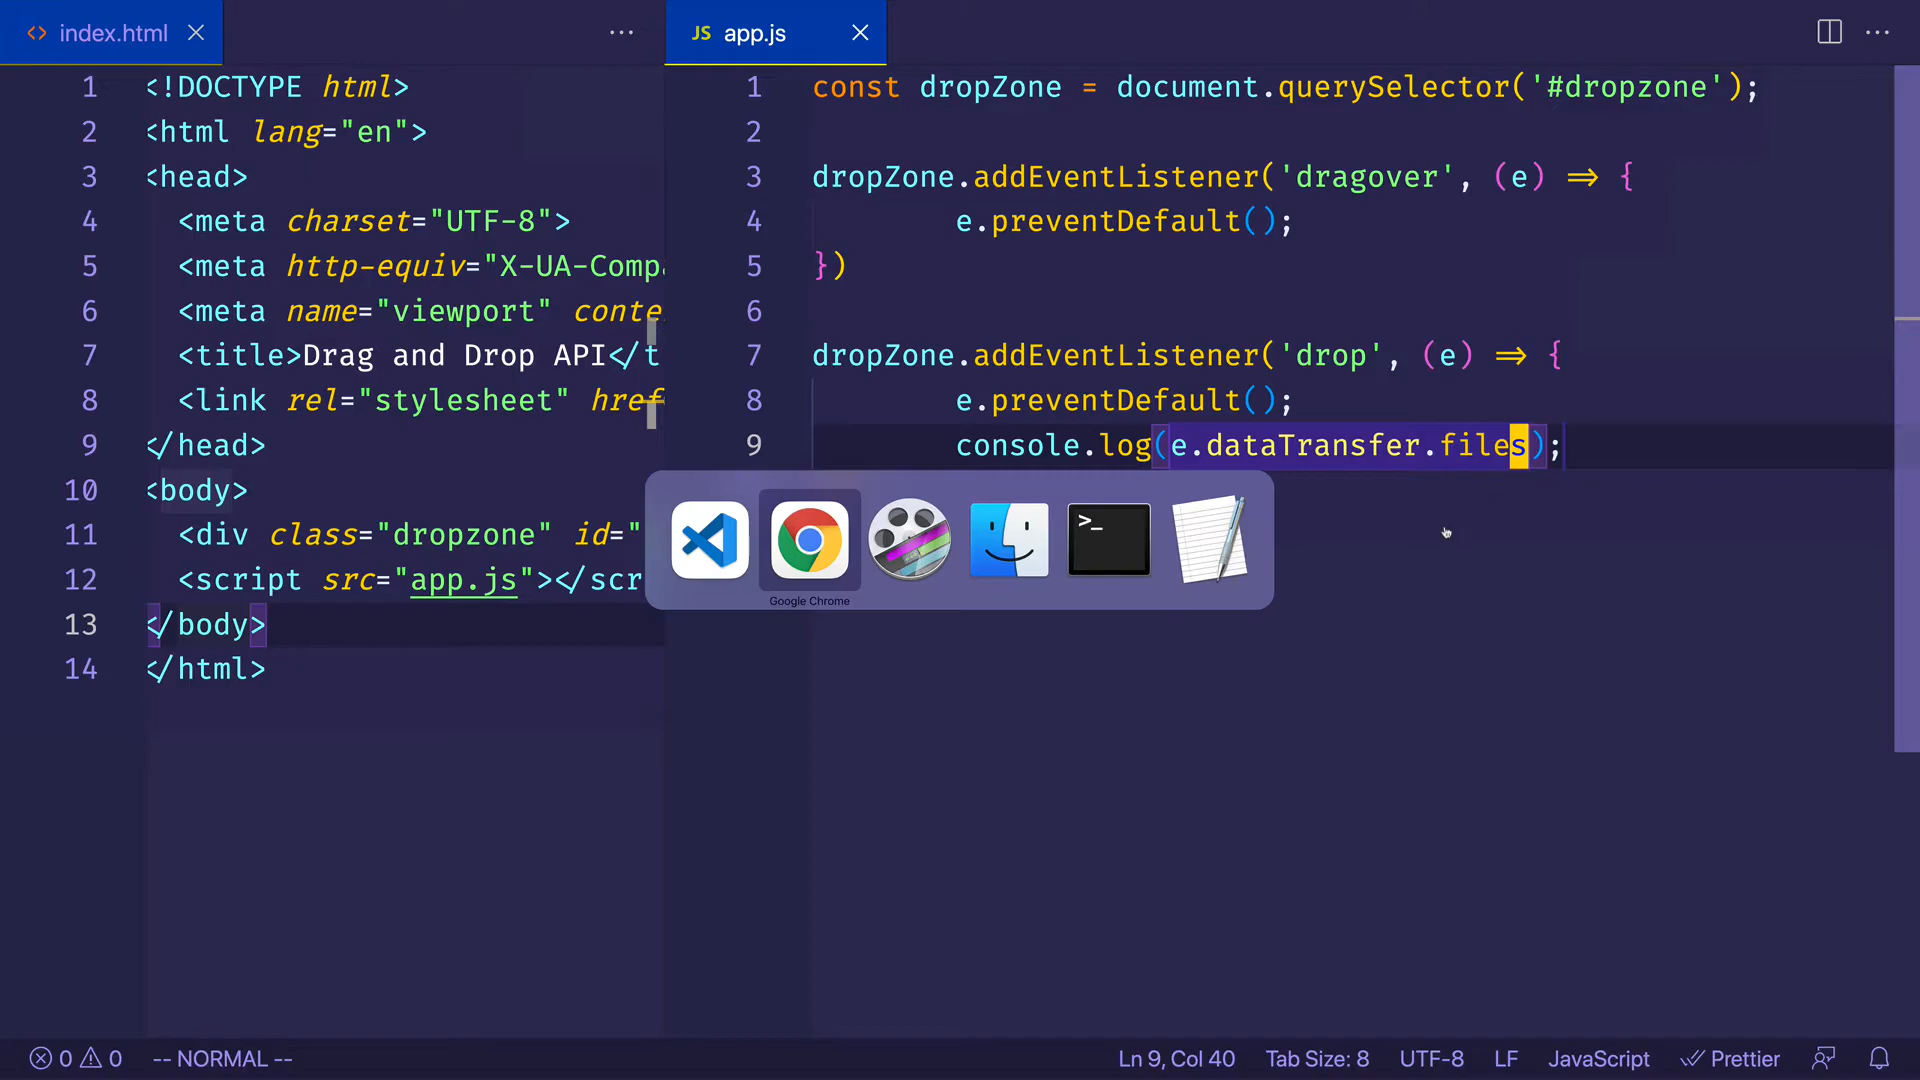 index.html
JS app.js
1 <!DOCTYPE html>
2 <html lang="en">
3 <head>
4 <meta charset="UTF-8">
5 <meta http-equiv="X-UA-Compa
6 <meta name="viewport" conte
7 <title>Drag and Drop API</t
8 <link rel="stylesheet" href
9 </head>
10 <body>
11 <div class="dropzone" id="
12 <script src="app.js"></scr
13 </body>
14 </html>
1 const dropZone = document.querySelector('#dropzone');
2
3 dropZone.addEventListener('dragover', (e) => {
4 e.preventDefault();
5 })
6
7 dropZone.addEventListener('drop', (e) => {
8 e.preventDefault();
9 console.log(e.dataTransfer.files);
>_
Google Chrome
0 0 -- NORMAL -- Ln 9, Col 40 Tab Size: 8 UTF-8 LF JavaScript Prettier